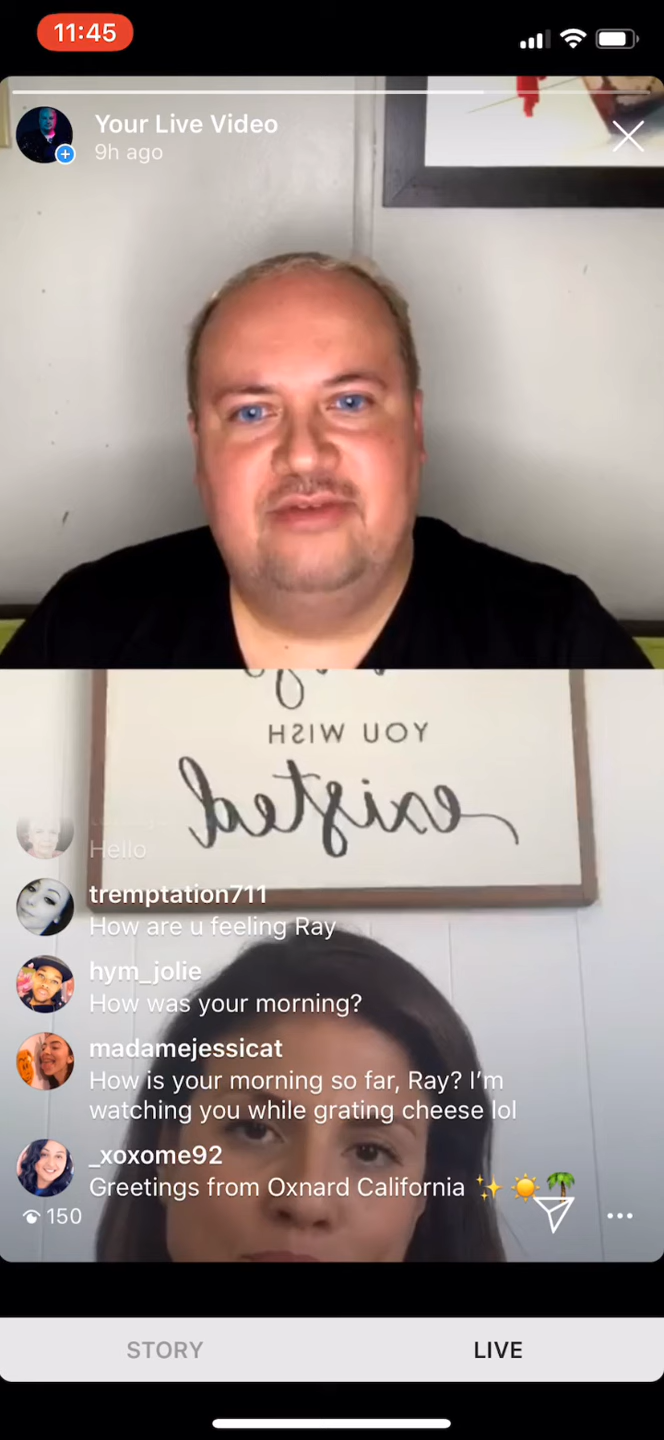 11:45
Your Live Video
9h ago
YOU WISH
existed
Hello
tremptation711
How are u feeling Ray
hym_jolie
How was your morning?
madamejessicat
How is your morning so far, Ray? I'm
watching you while grating cheese lol
_xoxome92
Greetings from Oxnard California ✨☀️🌴
150
STORY
LIVE